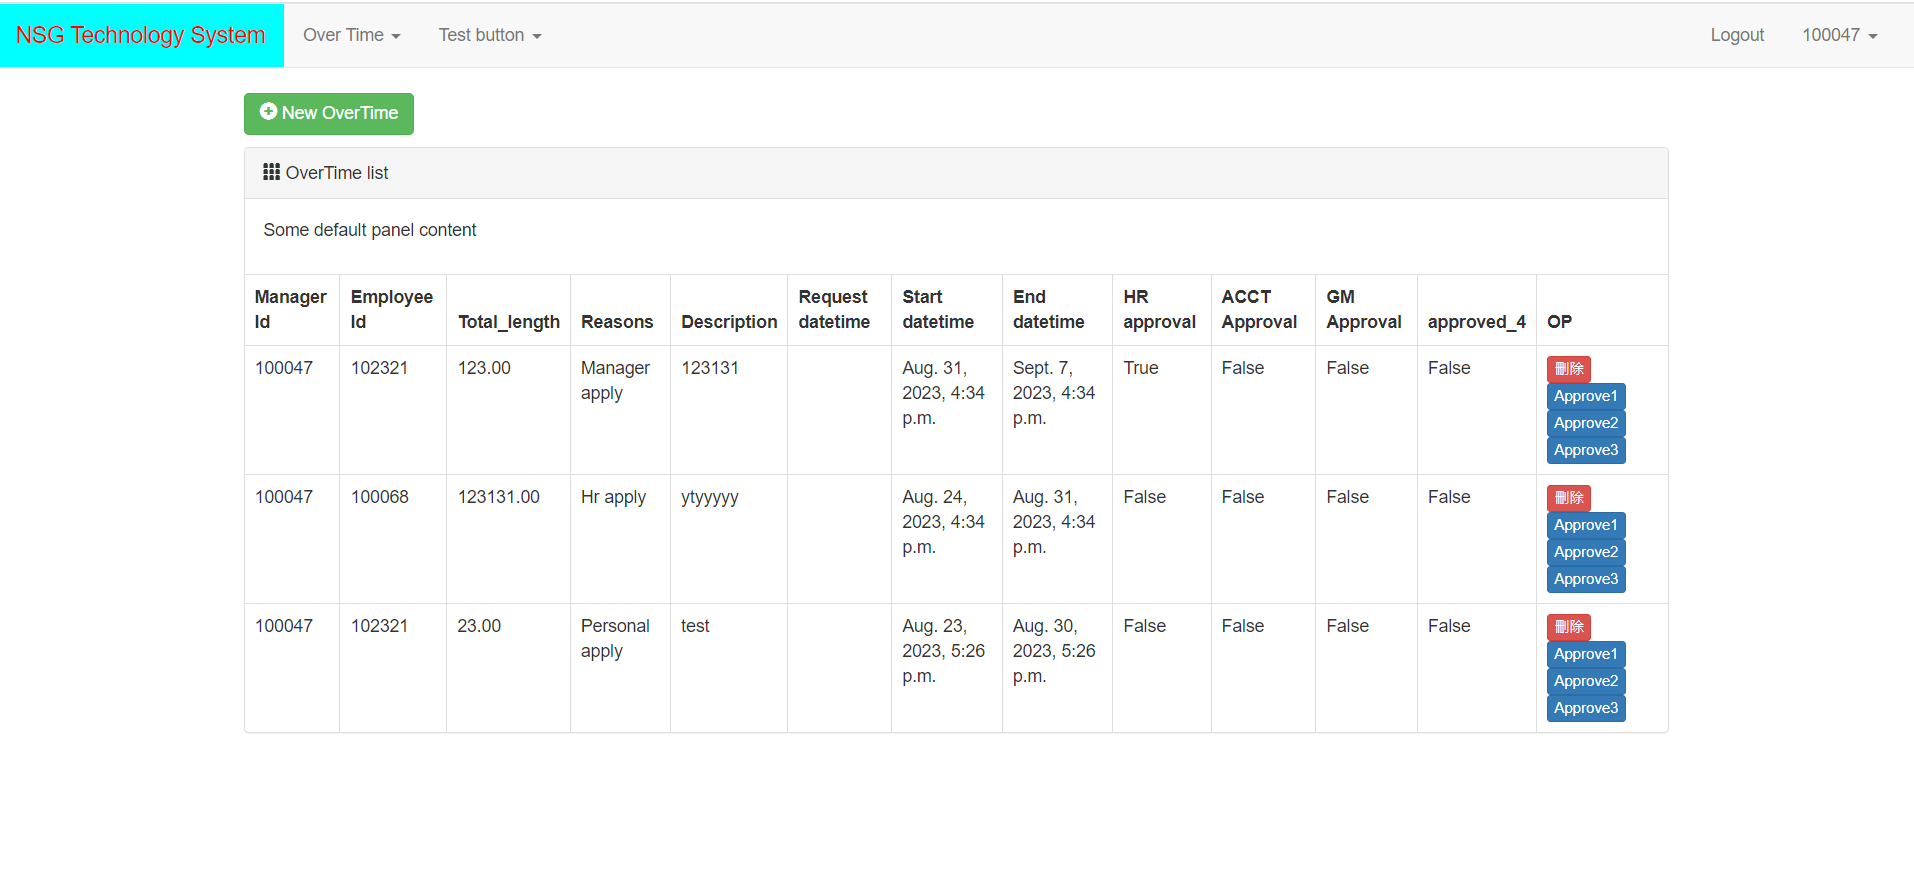 NSG Technology System Over Time Test button Logout 100047
New OverTime
OverTime list
Some default panel content
Manager Id Employee Id Total_length Reasons Description Request datetime Start datetime End datetime HR approval ACCT Approval GM Approval approved_4 OP
100047 102321 123.00 Manager apply 123131 Aug. 31, 2023, 4:34 p.m. Sept. 7, 2023, 4:34 p.m. True False False False 刪除
Approve1
Approve2
Approve3
100047 100068 123131.00 Hr apply ytyyyyy Aug. 24, 2023, 4:34 p.m. Aug. 31, 2023, 4:34 p.m. False False False False 刪除
Approve1
Approve2
Approve3
100047 102321 23.00 Personal apply test Aug. 23, 2023, 5:26 p.m. Aug. 30, 2023, 5:26 p.m. False False False False 刪除
Approve1
Approve2
Approve3